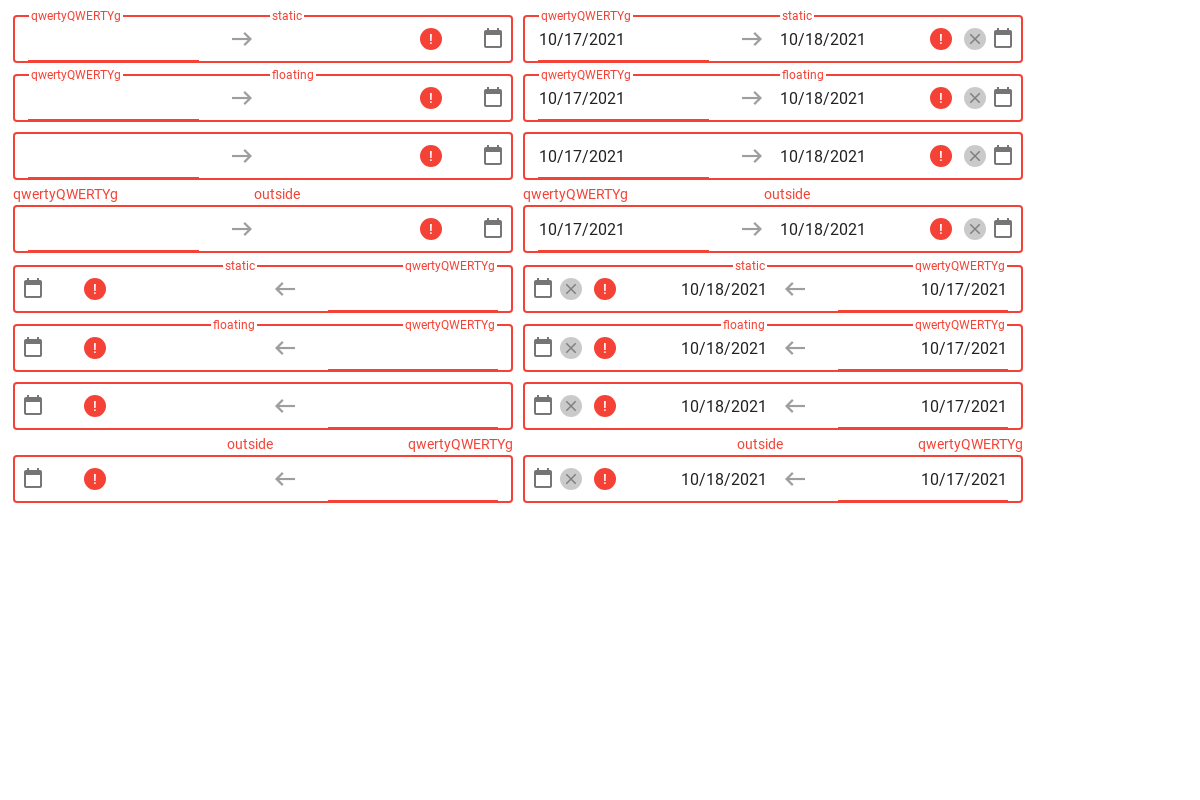 qwertyQWERTYg static qwertyQWERTYg static
10/17/2021 10/18/2021
qwertyQWERTYg floating qwertyQWERTYg floating
10/17/2021 10/18/2021
10/17/2021 10/18/2021
qwertyQWERTYg outside qwertyQWERTYg outside
10/17/2021 10/18/2021
static qwertyQWERTYg static qwertyQWERTYg
10/18/2021 10/17/2021
floating qwertyQWERTYg floating qwertyQWERTYg
10/18/2021 10/17/2021
10/18/2021 10/17/2021
outside qwertyQWERTYg outside qwertyQWERTYg
10/18/2021 10/17/2021